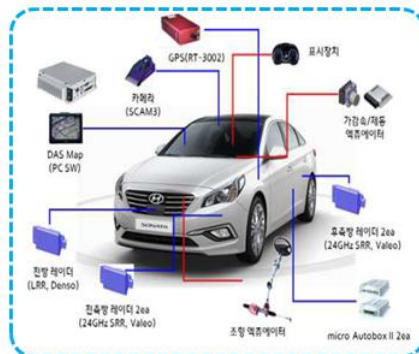 GPS(RT-3002)
표시장치
카메라
(SCAM3)
가감속/제동
액츄에이터
DAS Map
(PC SW)
후측방 레이더 2ea
(24GHz SRR, Valeo)
SONATA
전방 레이더
(LRR, Denso)
전측방 레이더 2ea
(24GHz SRR, Valeo)
조향 액츄에이터
micro Autobox II 2ea